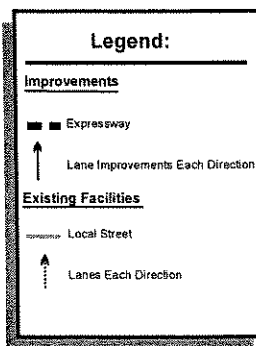 Legend:
Improvements
Expressway
Lane Improvements Each Direction
Existing Facilities
Local Street
Lanes Each Direction